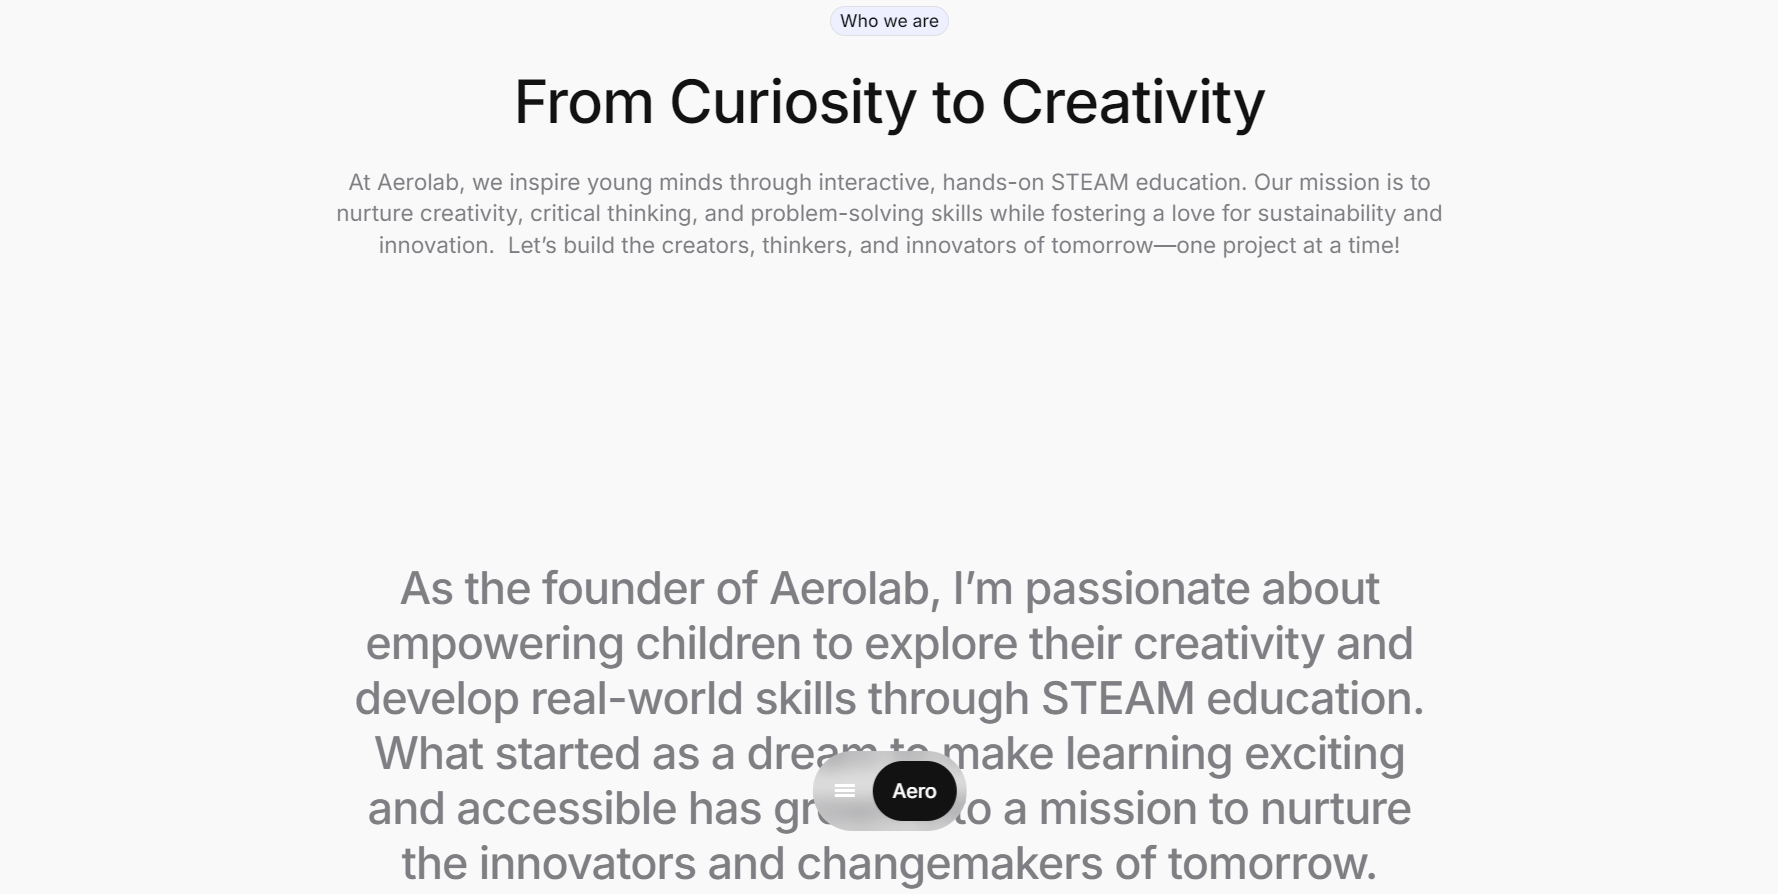 Who we are
From Curiosity to Creativity
At Aerolab, we inspire young minds through interactive, hands-on STEAM education. Our mission is to
nurture creativity, critical thinking, and problem-solving skills while fostering a love for sustainability and
innovation.  Let’s build the creators, thinkers, and innovators of tomorrow—one project at a time!
As the founder of Aerolab, I’m passionate about
empowering children to explore their creativity and
develop real-world skills through STEAM education.
What started as a dream to make learning exciting
and accessible has to a mission to nurture
Aero
the innovators and changemakers of tomorrow.